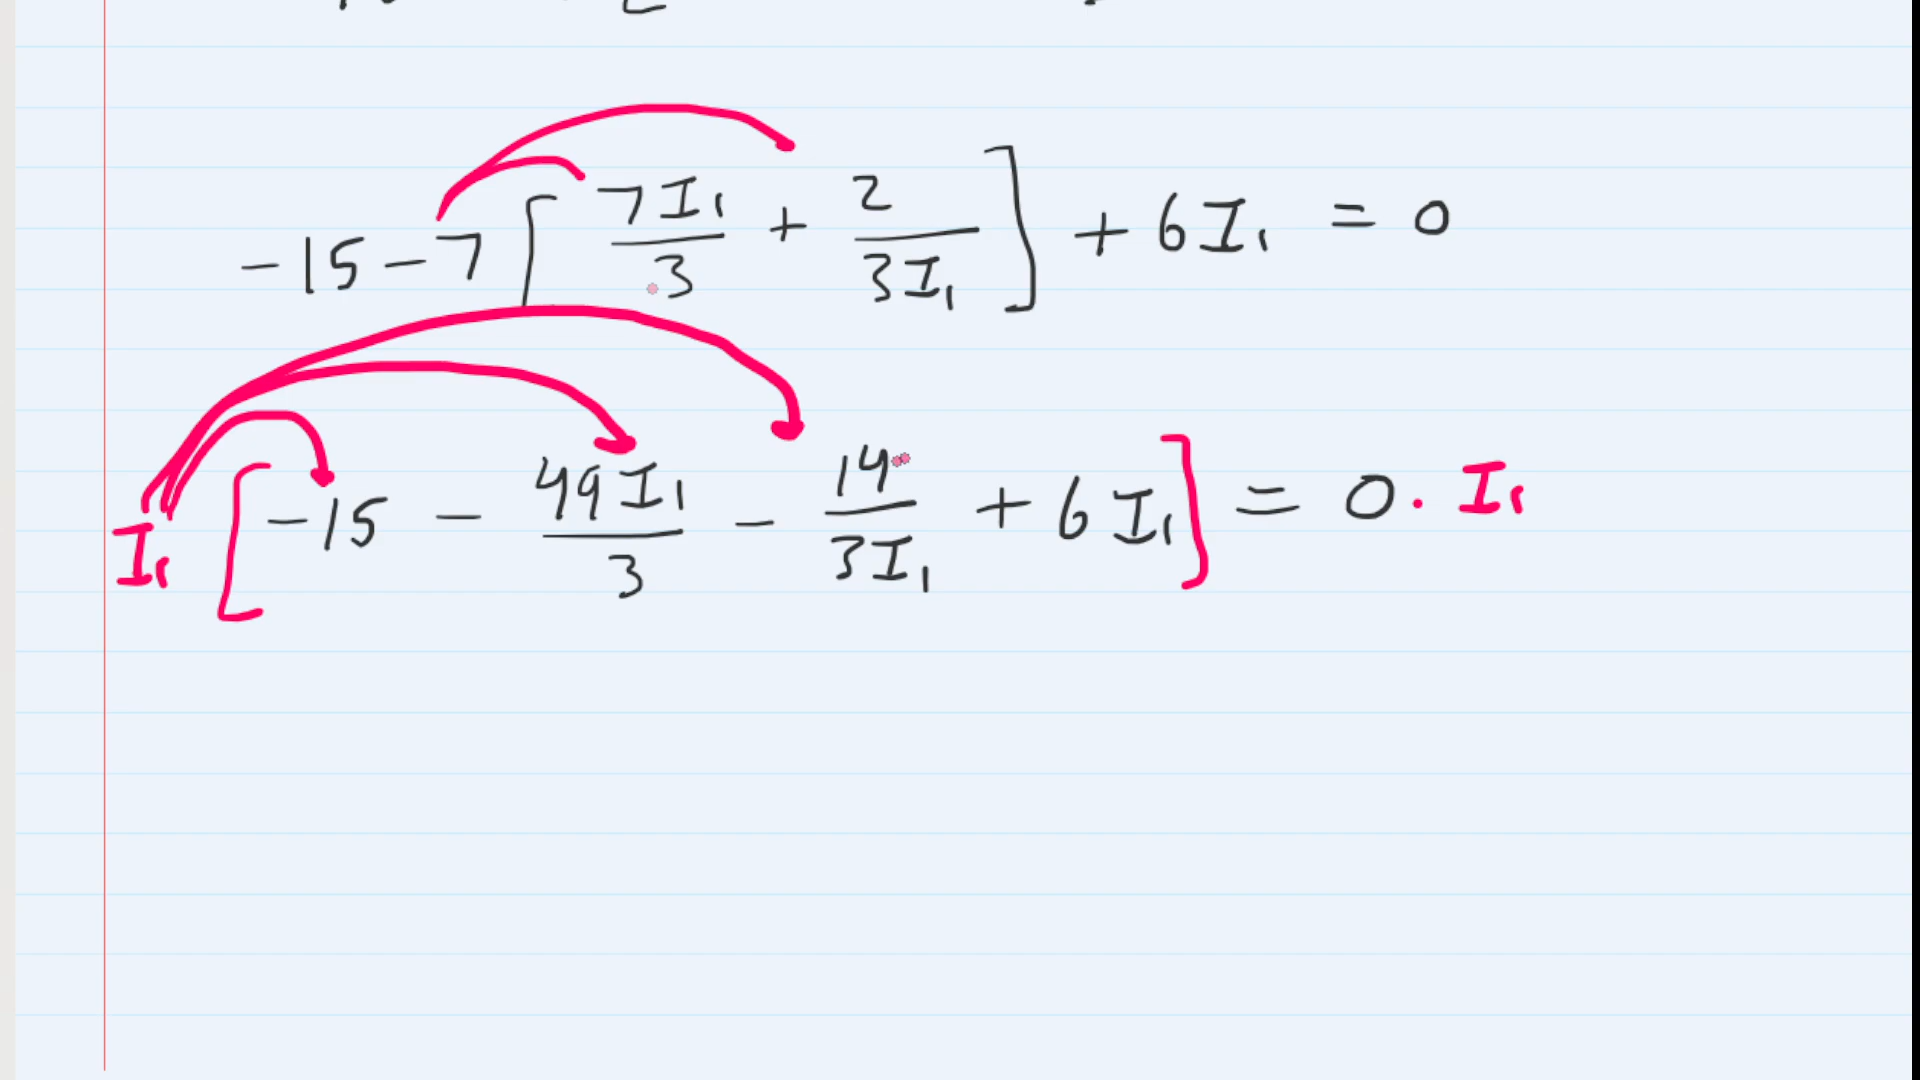 -15 - 7 [ 7I₁/3 + 2/3I₁ ] + 6I₁ = 0
I₁ [ -15 - 49I₁/3 - 14/3I₁ + 6I₁ ] = 0 · I₁